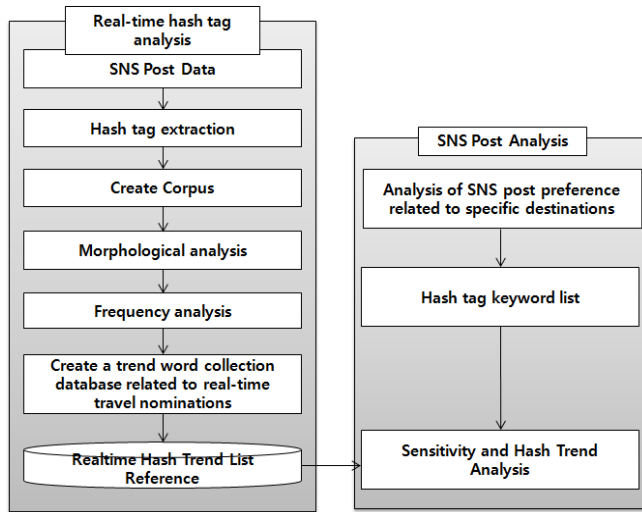 Real-time hash tag
analysis
SNS Post Data
Hash tag extraction
Create Corpus
Morphological analysis
Frequency analysis
Create a trend word collection
database related to real-time
travel nominations
Realtime Hash Trend List
Reference
SNS Post Analysis
Analysis of SNS post preference
related to specific destinations
Hash tag keyword list
Sensitivity and Hash Trend
Analysis